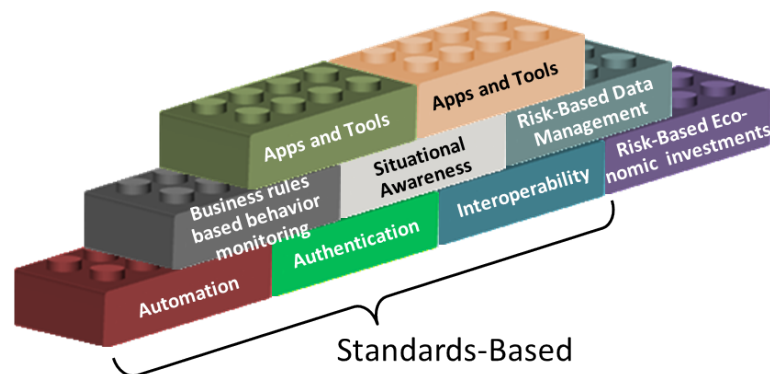 Apps and Tools
Apps and Tools
Business rules
based behavior
monitoring
Situational
Awareness
Risk-Based Data
Management
Automation
Authentication
Interoperability
Risk-Based Eco-
nomic investments
Standards-Based